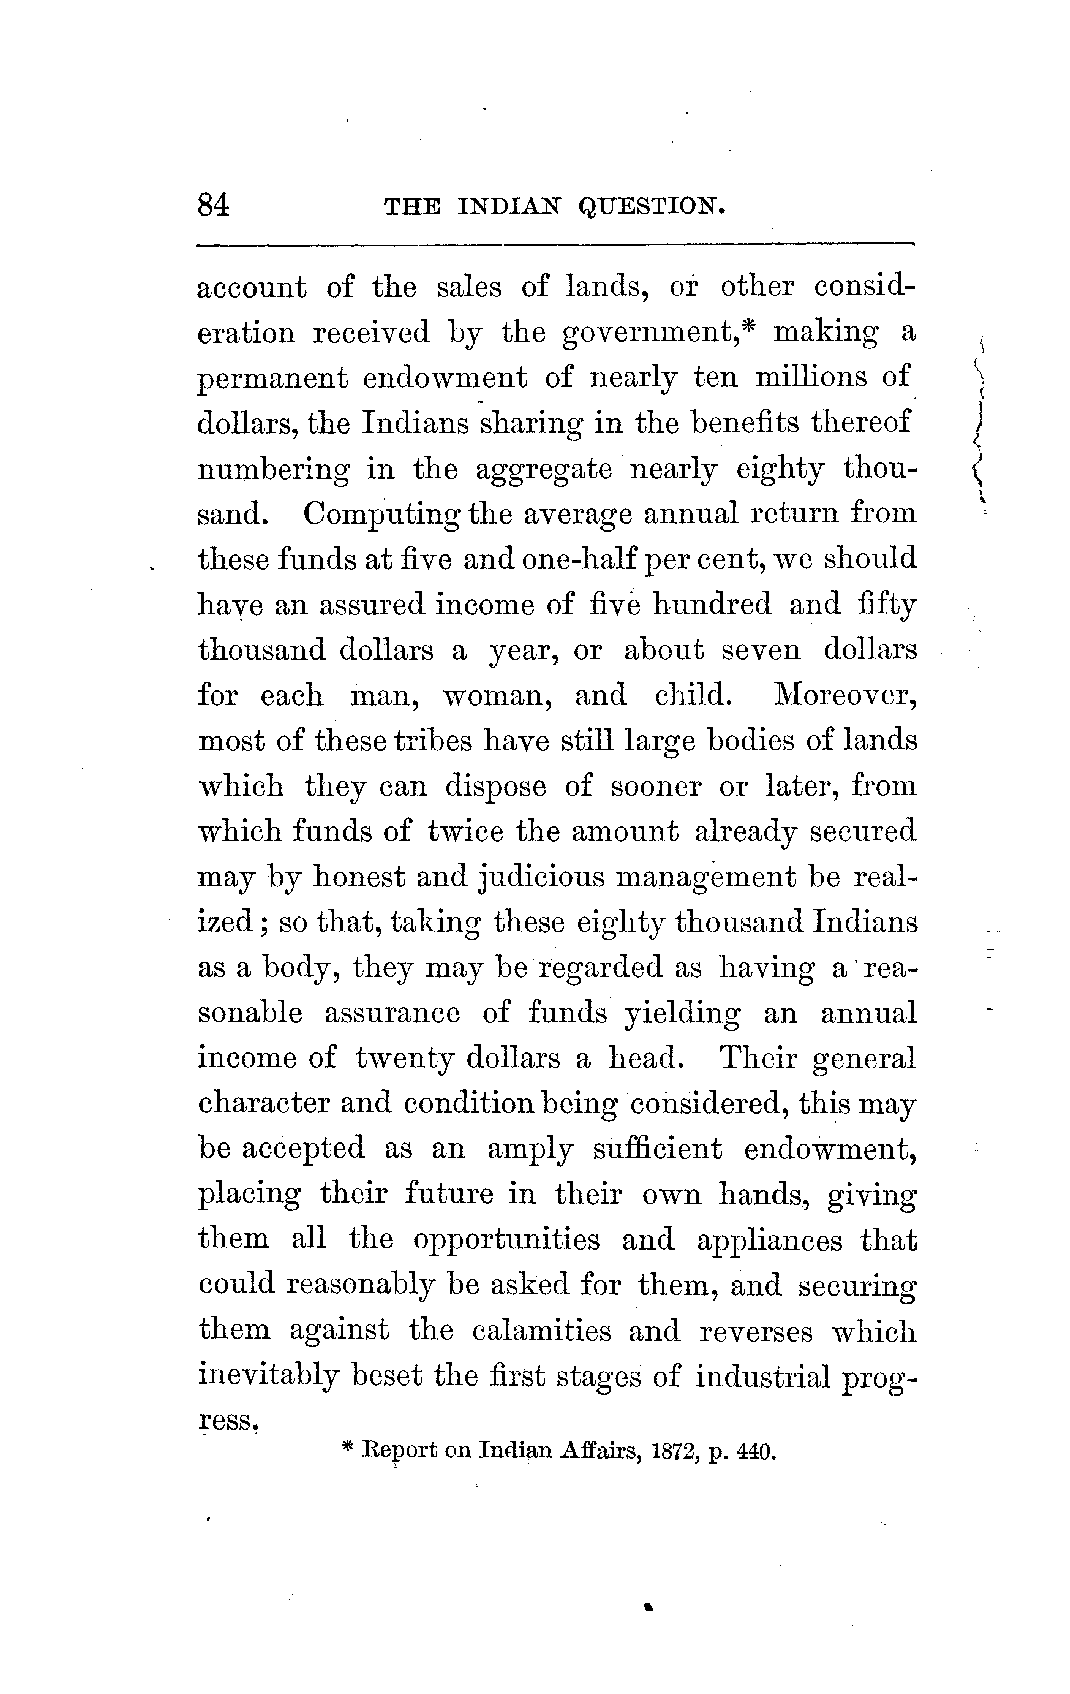 84 THE INDIAN QUESTION.
account of the sales of lands, or other consid-
eration received by the government,* making a
permanent endowment of nearly ten millions of
dollars, the Indians sharing in the benefits thereof
numbering in the aggregate nearly eighty thou-
sand. Computing the average annual return from
these funds at five and one-half per cent, we should
have an assured income of five hundred and fifty
thousand dollars a year, or about seven dollars
for each man, woman, and child. Moreover,
most of these tribes have still large bodies of lands
which they can dispose of sooner or later, from
which funds of twice the amount already secured
may by honest and judicious management be real-
ized; so that, taking these eighty thousand Indians
as a body, they may be regarded as having a rea-
sonable assurance of funds yielding an annual
income of twenty dollars a head. Their general
character and condition being considered, this may
be accepted as an amply sufficient endowment,
placing their future in their own hands, giving
them all the opportunities and appliances that
could reasonably be asked for them, and securing
them against the calamities and reverses which
inevitably beset the first stages of industrial prog-
ress.
* Report on Indian Affairs, 1872, p. 440.